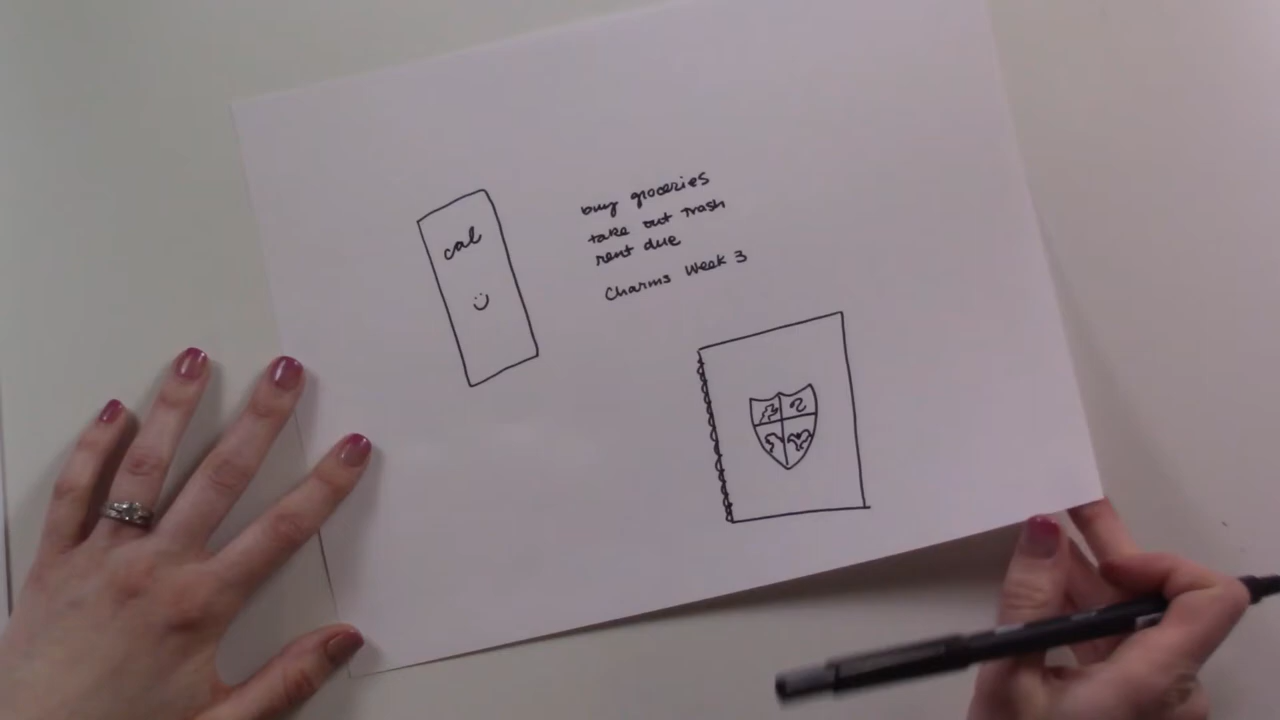 cal
buy groceries
take out trash
rent due
Charms Week 3